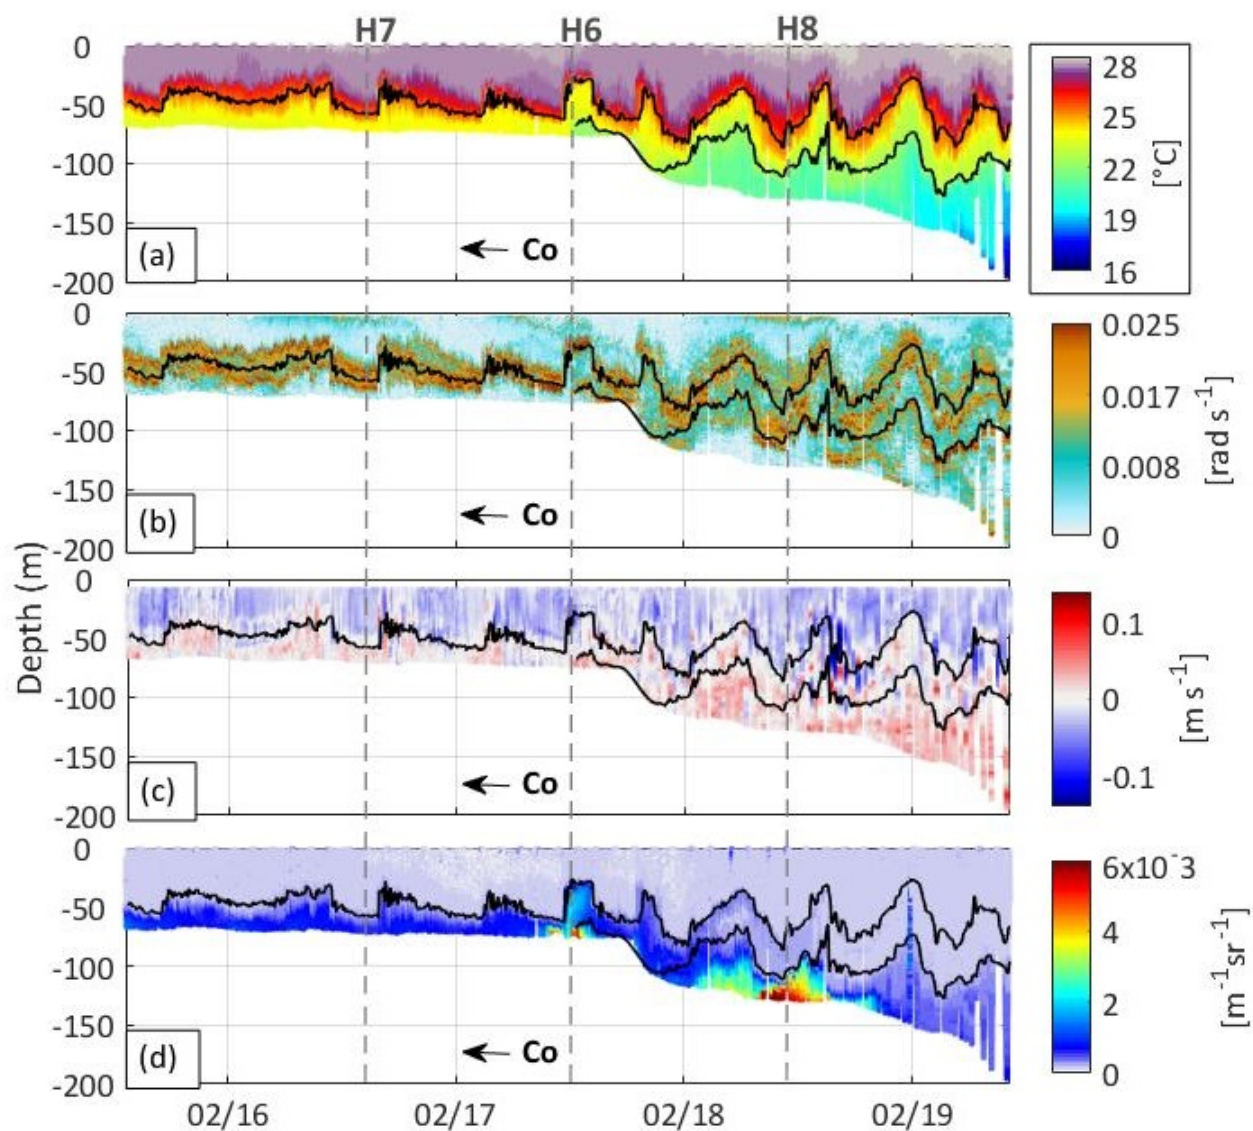 H7 H6 H8
0
-50
-100
-150
-200
(a)
Co
28
25
22
19
16
[°C]
0
-50
-100
-150
-200
(b)
Co
0.025
0.017
0.008
0
[rad s⁻¹]
Depth (m)
0
-50
-100
-150
-200
(c)
Co
0.1
0
-0.1
[m s⁻¹]
0
-50
-100
-150
-200
(d)
Co
6x10⁻³
4
2
0
[m⁻¹sr⁻¹]
02/16 02/17 02/18 02/19